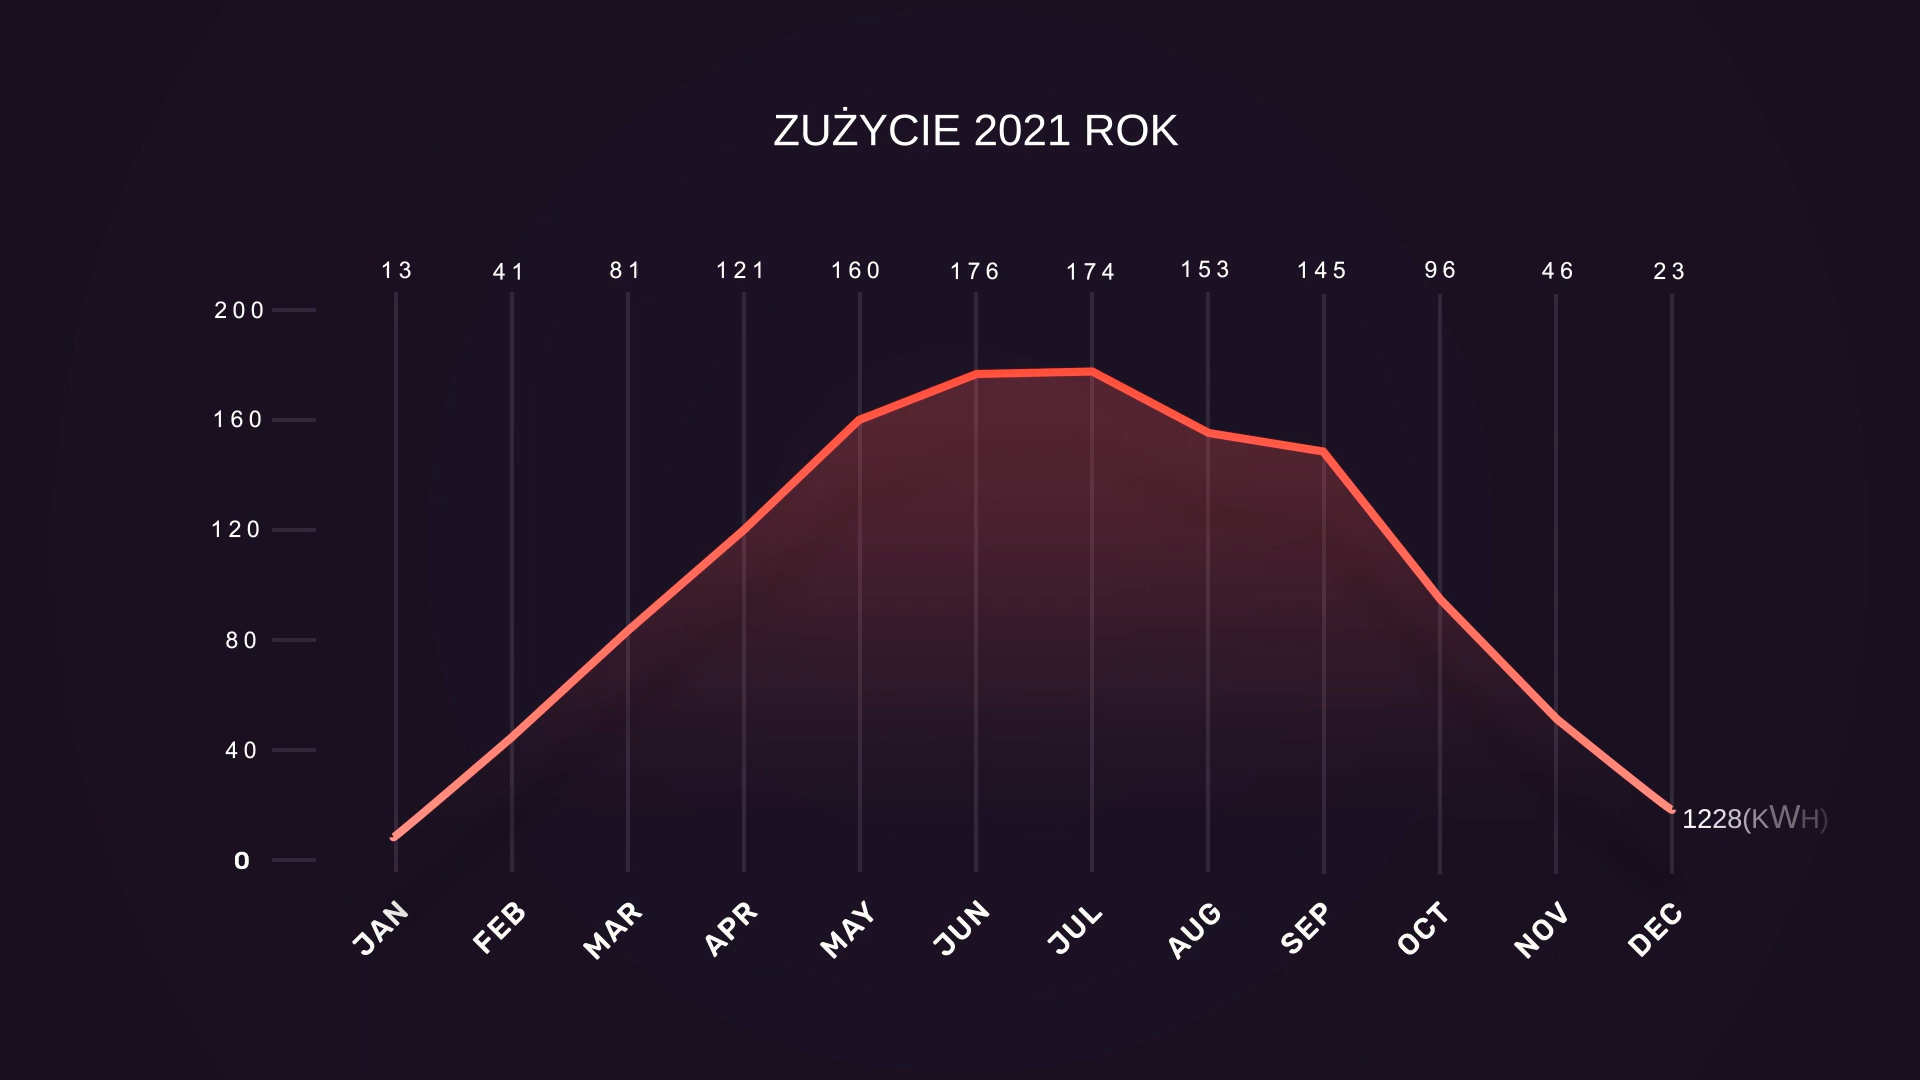 ZUŻYCIE 2021 ROK
13 41 81 121 160 176 174 153 145 96 46 23
200
160
120
80
40
0
1228(KWH)
JAN FEB MAR APR MAY JUN JUL AUG SEP OCT NOV DEC